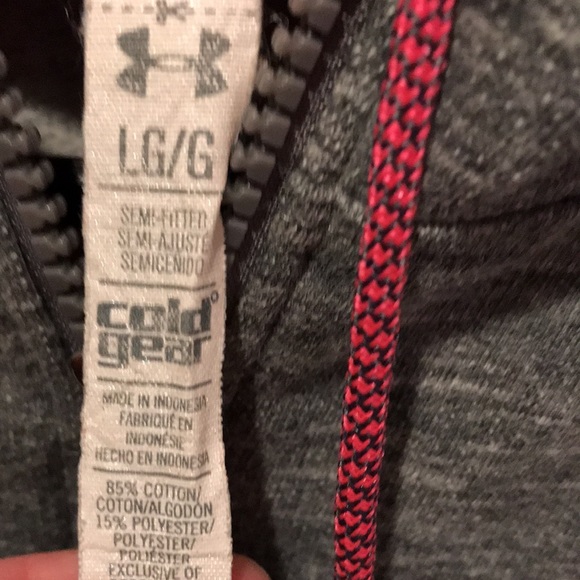 LG/G
SEMI-FITTED
SEMI-AJUSTÉ
SEMICEÑIDO
cold
gear
MADE IN INDONESIA
FABRIQUÉ EN
INDONÉSIE
HECHO EN INDONESIA
85% COTTON/
COTON/ALGODÓN
15% POLYESTER/
POLYESTER/
POLIÉSTER
EXCLUSIVE OF